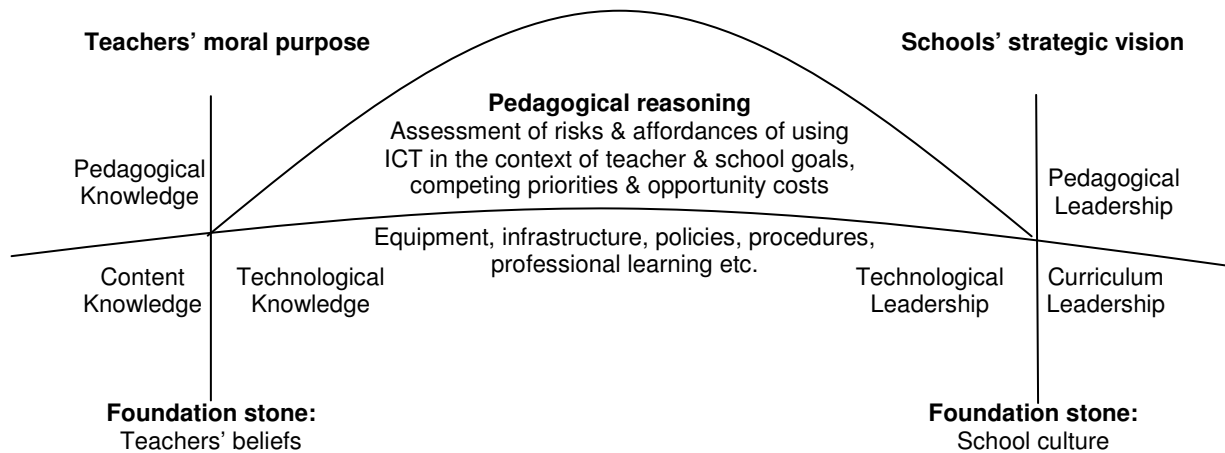 Teachers’ moral purpose
Schools’ strategic vision
Pedagogical reasoning
Assessment of risks & affordances of using
ICT in the context of teacher & school goals,
competing priorities & opportunity costs
Pedagogical
Knowledge
Pedagogical
Leadership
Equipment, infrastructure, policies, procedures,
professional learning etc.
Content
Knowledge
Technological
Knowledge
Technological
Leadership
Curriculum
Leadership
Foundation stone:
Teachers’ beliefs
Foundation stone:
School culture